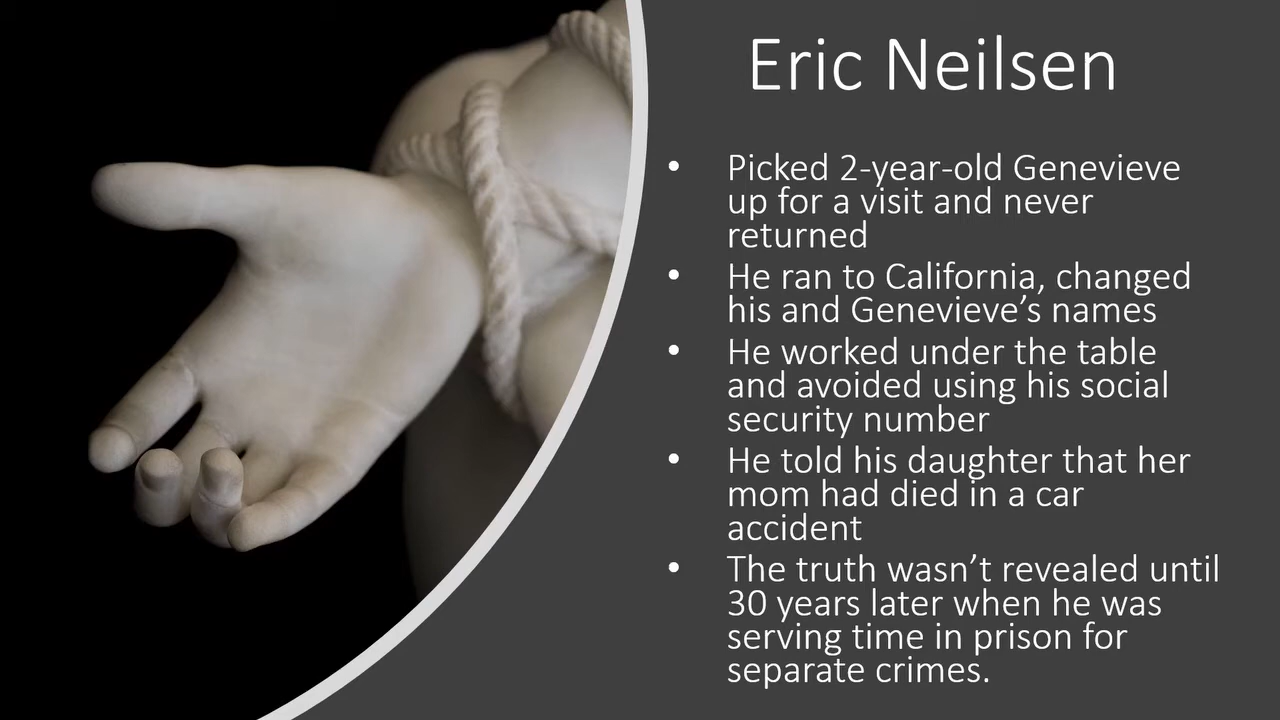 Eric Neilsen
• Picked 2-year-old Genevieve
up for a visit and never
returned
• He ran to California, changed
his and Genevieve’s names
• He worked under the table
and avoided using his social
security number
• He told his daughter that her
mom had died in a car
accident
• The truth wasn’t revealed until
30 years later when he was
serving time in prison for
separate crimes.